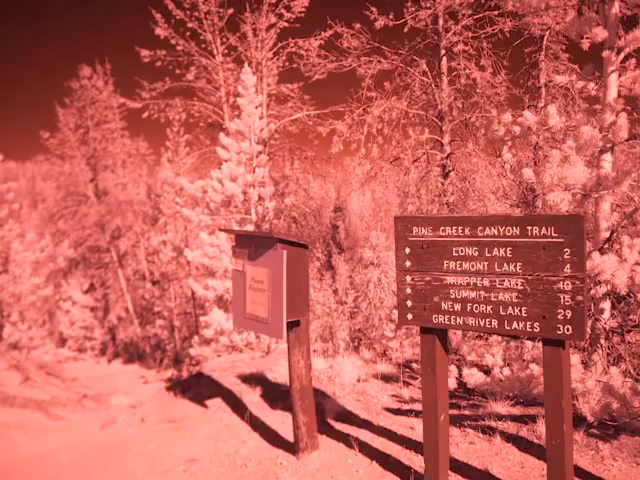 PINE CREEK CANYON TRAIL
LONG LAKE 2
FREMONT LAKE 4
TRAPPER LAKE 10
SUMMIT LAKE 15
NEW FORK LAKE 29
GREEN RIVER LAKES 30